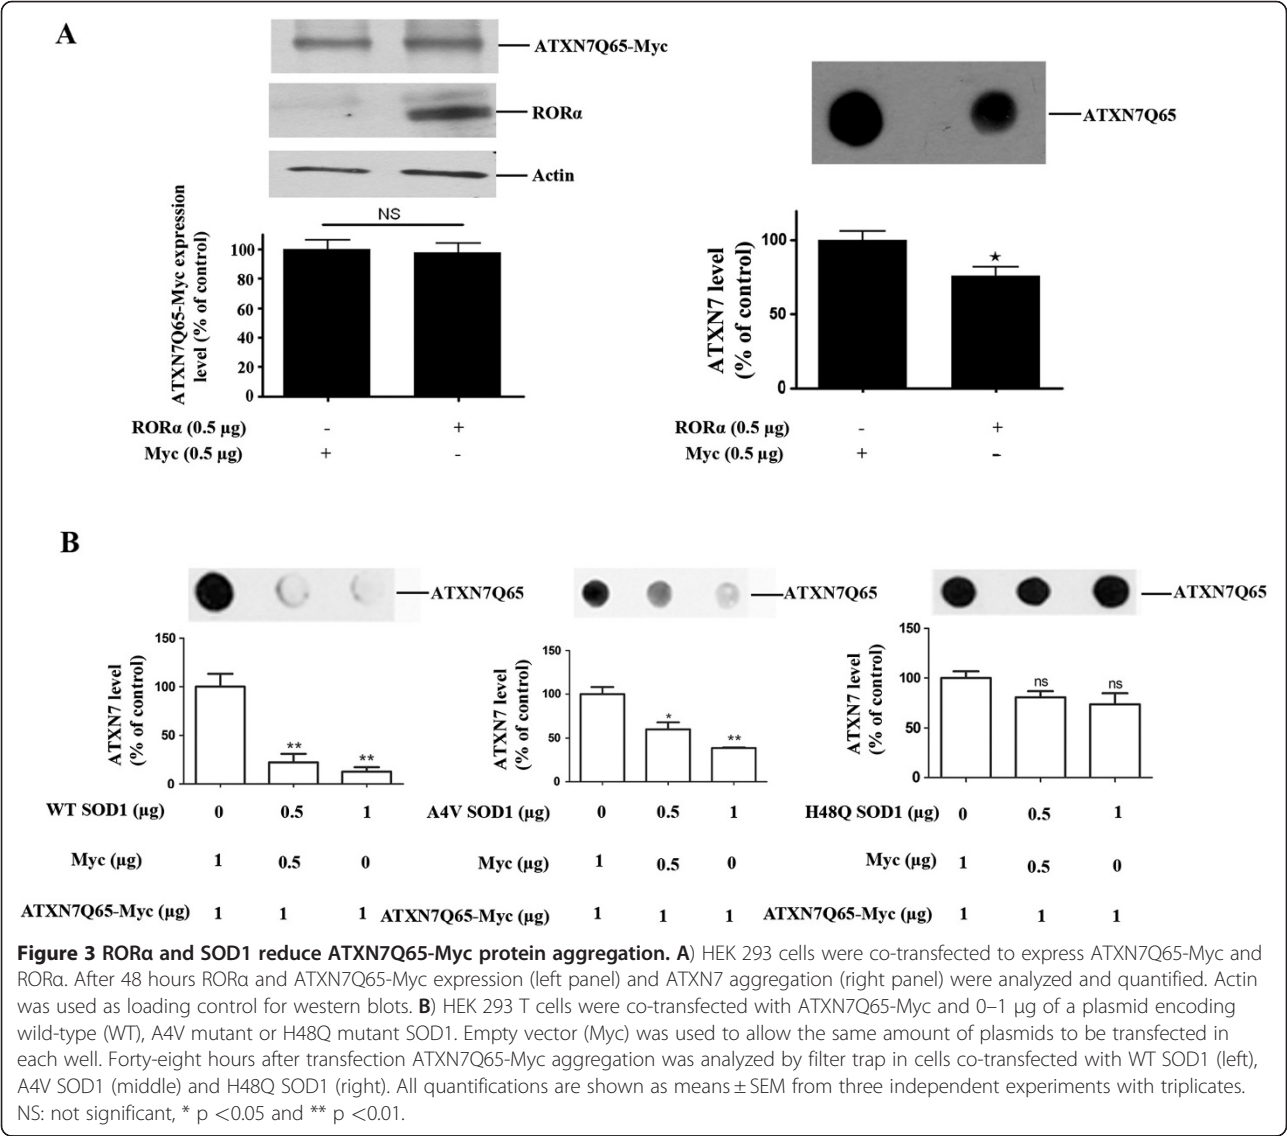 A
ATXN7Q65-Myc
RORα
Actin
NS
ATXN7Q65-Myc expression
level (% of control)
100
80
60
40
20
0
RORα (0.5 µg) - +
Myc (0.5 µg) + -
ATXN7Q65
ATXN7 level
(% of control)
100
50
0
★
RORα (0.5 µg) - +
Myc (0.5 µg) + -
B
ATXN7Q65
ATXN7 level
(% of control)
150
100
50
0
** **
WT SOD1 (µg) 0 0.5 1
Myc (µg) 1 0.5 0
ATXN7Q65-Myc (µg) 1 1 1
ATXN7Q65
ATXN7 level
(% of control)
150
100
50
0
* **
A4V SOD1 (µg) 0 0.5 1
Myc (µg) 1 0.5 0
ATXN7Q65-Myc (µg) 1 1 1
ATXN7Q65
ATXN7 level
(% of control)
150
100
50
0
ns ns
H48Q SOD1 (µg) 0 0.5 1
Myc (µg) 1 0.5 0
ATXN7Q65-Myc (µg) 1 1 1
Figure 3 RORα and SOD1 reduce ATXN7Q65-Myc protein aggregation. A) HEK 293 cells were co-transfected to express ATXN7Q65-Myc and
RORα. After 48 hours RORα and ATXN7Q65-Myc expression (left panel) and ATXN7 aggregation (right panel) were analyzed and quantified. Actin
was used as loading control for western blots. B) HEK 293 T cells were co-transfected with ATXN7Q65-Myc and 0–1 µg of a plasmid encoding
wild-type (WT), A4V mutant or H48Q mutant SOD1. Empty vector (Myc) was used to allow the same amount of plasmids to be transfected in
each well. Forty-eight hours after transfection ATXN7Q65-Myc aggregation was analyzed by filter trap in cells co-transfected with WT SOD1 (left),
A4V SOD1 (middle) and H48Q SOD1 (right). All quantifications are shown as means ± SEM from three independent experiments with triplicates.
NS: not significant, * p <0.05 and ** p <0.01.